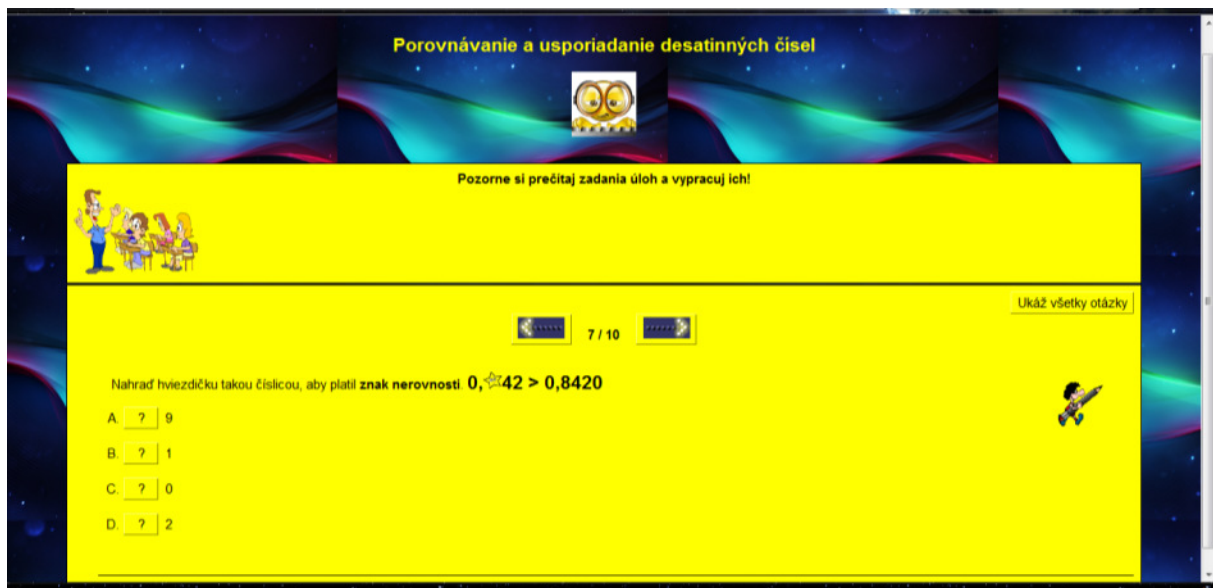 Porovnávanie a usporiadanie desatinných čísel
Pozorne si prečítaj zadania úloh a vypracuj ich!
Ukáž všetky otázky
7 / 10
Nahraď hviezdičku takou číslicou, aby platil znak nerovnosti. 0,☆42 > 0,8420
A. ? 9
B. ? 1
C. ? 0
D. ? 2